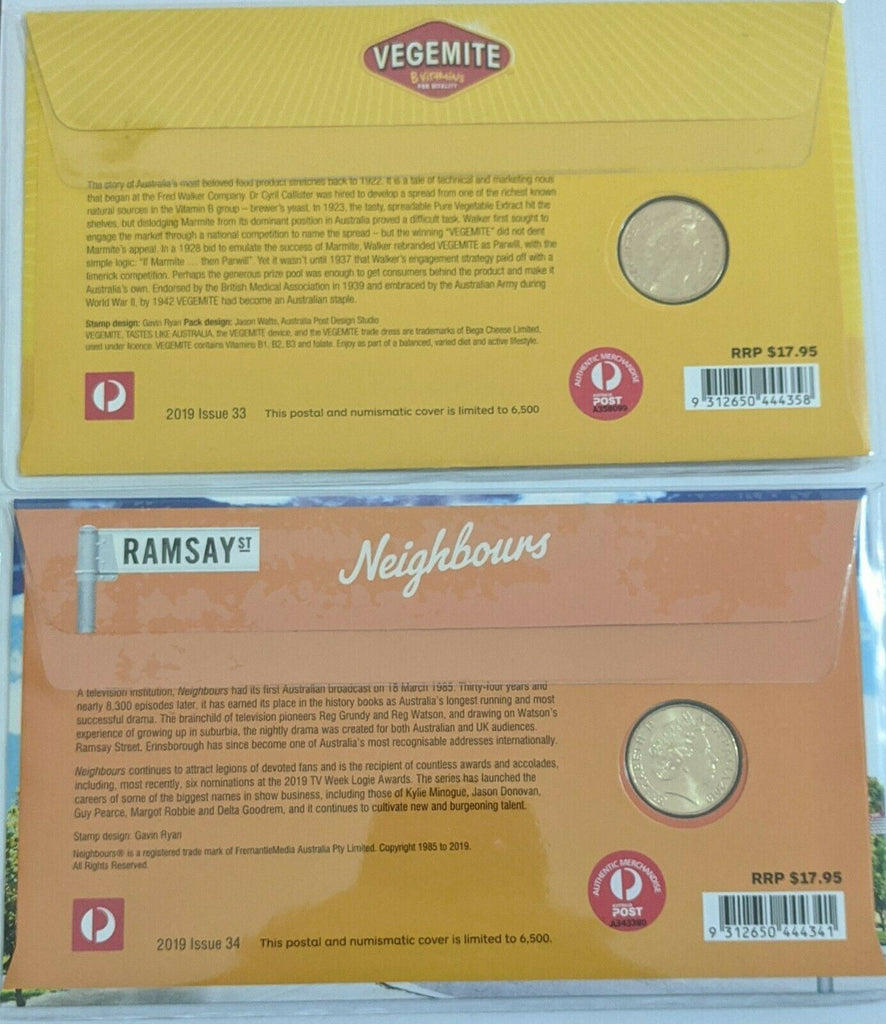 VEGEMITE
B Vitamins
FOR VITALITY
The story of Australia's most beloved food product stretches back to 1922. It is a tale of technical and marketing nous
that began at the Fred Walker Company. Dr Cyril Callister was hired to develop a spread from one of the richest known
natural sources in the Vitamin B group – brewer's yeast. In 1923, the tasty, spreadable Pure Vegetable Extract hit the
shelves, but dislodging Marmite from its dominant position in Australia proved a difficult task. Walker first sought to
engage the market through a national competition to name the spread – but the winning "VEGEMITE" did not dent
Marmite's appeal. In a 1928 bid to emulate the success of Marmite, Walker rebranded VEGEMITE as Parwill, with the
simple logic: "If Marmite ... then Parwill". Yet it wasn't until 1937 that Walker's engagement strategy paid off with a
limerick competition. Perhaps the generous prize pool was enough to get consumers behind the product and make it
Australia's own. Endorsed by the British Medical Association in 1939 and embraced by the Australian Army during
World War II, by 1942 VEGEMITE had become an Australian staple.
Stamp design: Gavin Ryan Pack design: Jason Watts, Australia Post Design Studio
VEGEMITE, TASTES LIKE AUSTRALIA, the VEGEMITE device, and the VEGEMITE trade dress are trademarks of Bega Cheese Limited,
used under licence. VEGEMITE contains Vitamins B1, B2, B3 and folate. Enjoy as part of a balanced, varied diet and active lifestyle.
RRP $17.95
AUTHENTIC MERCHANDISE
AUSTRALIA
POST
A358099
9 312650 444358
2019 Issue 33
This postal and numismatic cover is limited to 6,500
RAMSAY ST
Neighbours
A television institution, Neighbours had its first Australian broadcast on 18 March 1985. Thirty-four years and
nearly 8,300 episodes later, it has earned its place in the history books as Australia's longest running and most
successful drama. The brainchild of television pioneers Reg Grundy and Reg Watson, and drawing on Watson's
experience of growing up in suburbia, the nightly drama was created for both Australian and UK audiences.
Ramsay Street, Erinsborough has since become one of Australia's most recognisable addresses internationally.
Neighbours continues to attract legions of devoted fans and is the recipient of countless awards and accolades,
including, most recently, six nominations at the 2019 TV Week Logie Awards. The series has launched the
careers of some of the biggest names in show business, including those of Kylie Minogue, Jason Donovan,
Guy Pearce, Margot Robbie and Delta Goodrem, and it continues to cultivate new and burgeoning talent.
Stamp design: Gavin Ryan
Neighbours® is a registered trade mark of FremantleMedia Australia Pty Limited. Copyright 1985 to 2019.
All Rights Reserved.
RRP $17.95
AUTHENTIC MERCHANDISE
AUSTRALIA
POST
A343380
9 312650 444341
2019 Issue 34
This postal and numismatic cover is limited to 6,500.